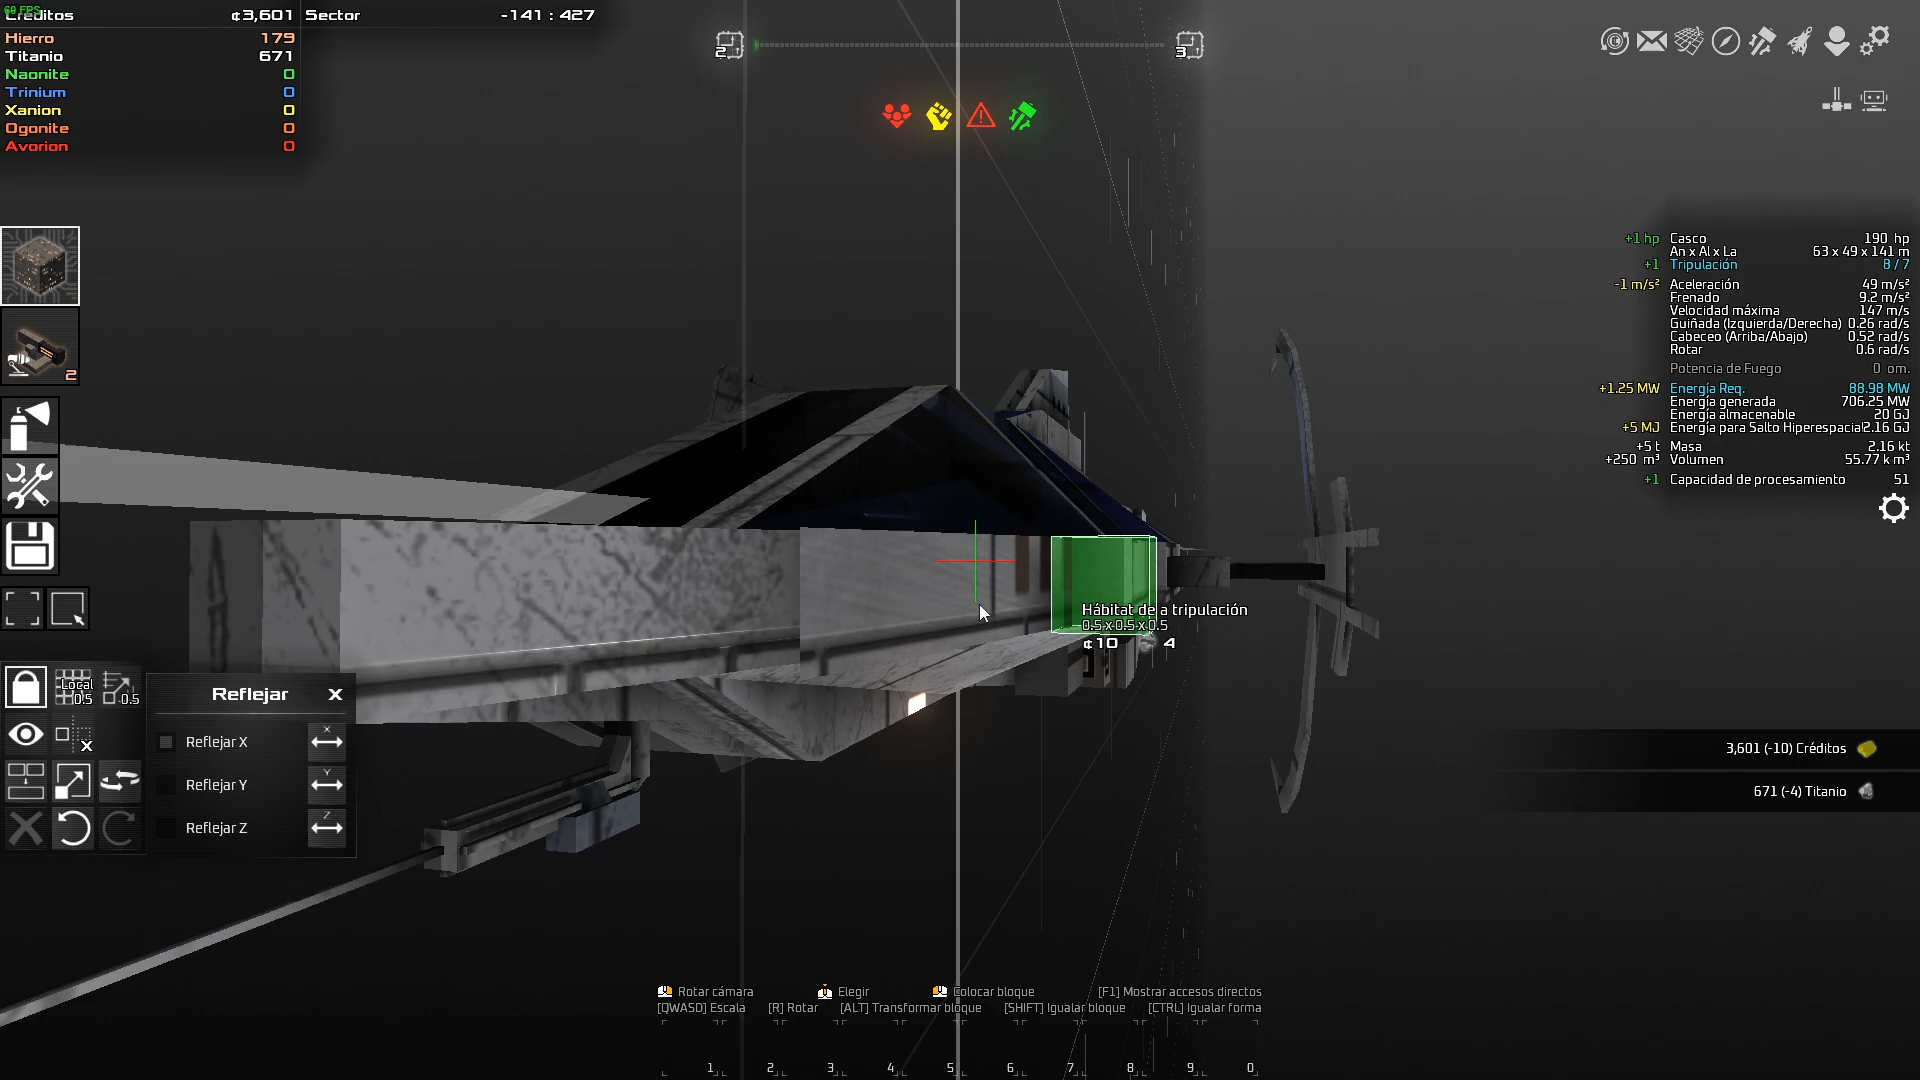 60 FPS
Créditos ¢3,601 Sector -141 : 427
Hierro 179
Titanio 671
Naonite 0
Trinium 0
Xanion 0
Ogonite 0
Avorion 0
2 3
+1 hp Casco 190 hp
An x Al x La 63 x 49 x 141 m
+1 Tripulación 8 / 7
-1 m/s² Aceleración 49 m/s²
Frenado 9.2 m/s²
Velocidad máxima 147 m/s
Guiñada (Izquierda/Derecha) 0.26 rad/s
Cabeceo (Arriba/Abajo) 0.52 rad/s
Rotar 0.6 rad/s
Potencia de Fuego 0 om.
+1.25 MW Energía Req. 88.98 MW
Energía generada 706.25 MW
Energía almacenable 20 GJ
+5 MJ Energía para Salto Hiperespacial 2.16 GJ
+5 t Masa 2.16 kt
+250 m³ Volumen 55.77 k m³
+1 Capacidad de procesamiento 51
2
Hábitat de a tripulación
0.5 x 0.5 x 0.5
¢10 4
Local
0.5 0.5
X
Reflejar X
Reflejar X X
Reflejar Y Y
Reflejar Z Z
3,601 (-10) Créditos
671 (-4) Titanio
Rotar cámara Elegir Colocar bloque [F1] Mostrar accesos directos
[QWASD] Escala [R] Rotar [ALT] Transformar bloque [SHIFT] Igualar bloque [CTRL] Igualar forma
1 2 3 4 5 6 7 8 9 0